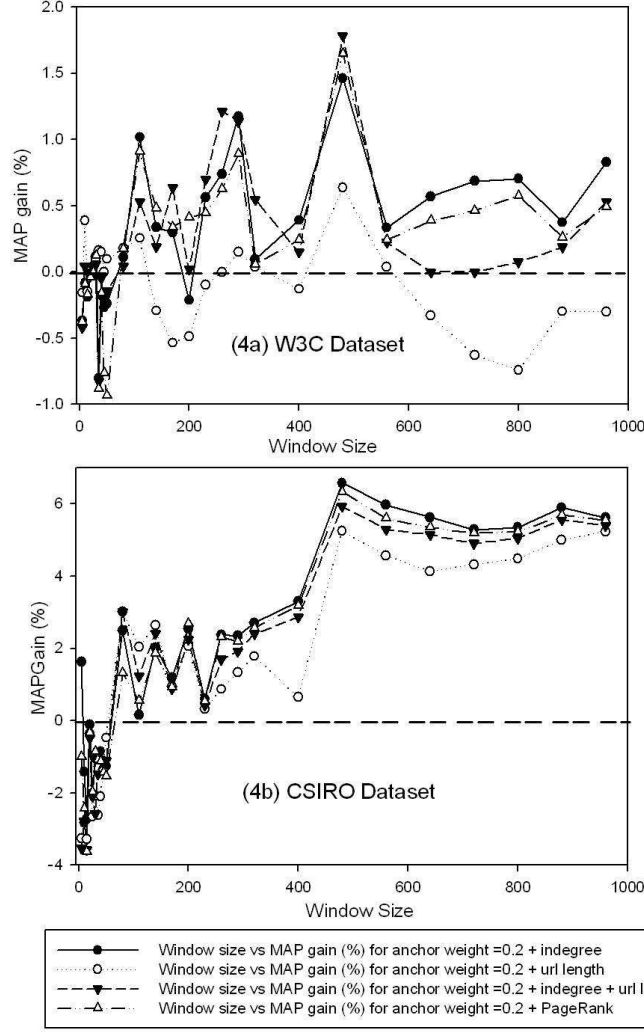 2.0
1.5
1.0
0.5
0.0
-0.5
-1.0
MAP gain (%)
(4a) W3C Dataset
0 200 400 600 800 1000
Window Size
6
4
2
0
-2
-4
MAPGain (%)
(4b) CSIRO Dataset
0 200 400 600 800 1000
Window Size
Window size vs MAP gain (%) for anchor weight =0.2 + indegree
Window size vs MAP gain (%) for anchor weight =0.2 + url length
Window size vs MAP gain (%) for anchor weight =0.2 + indegree + url l
Window size vs MAP gain (%) for anchor weight =0.2 + PageRank